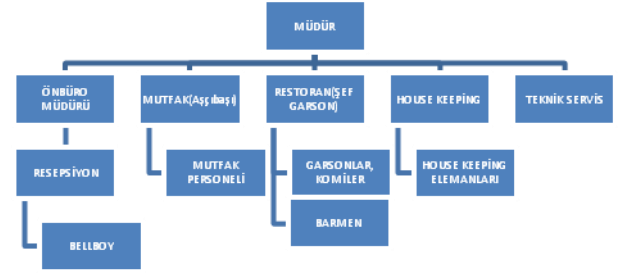 MÜDÜR
ÖNBÜRO
MÜDÜRÜ
MUTFAK(Aşçıbaşı)
RESTORAN(ŞEF
GARSON)
HOUSE KEEPING
TEKNİK SERVİS
RESEPSİYON
MUTFAK
PERSONELİ
GARSONLAR,
KOMİLER
HOUSE KEEPING
ELEMANLARI
BELLBOY
BARMEN